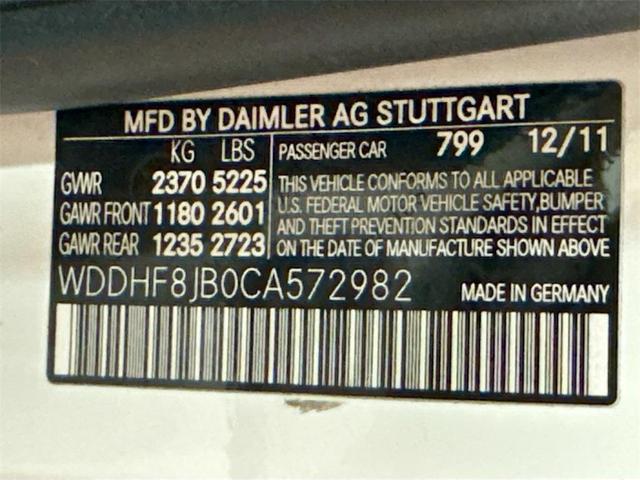 MFD BY DAIMLER AG STUTTGART
KG LBS PASSENGER CAR 799 12/11
GVWR 2370 5225
GAWR FRONT 1180 2601
GAWR REAR 1235 2723
THIS VEHICLE CONFORMS TO ALL APPLICABLE
U.S. FEDERAL MOTOR VEHICLE SAFETY,BUMPER
AND THEFT PREVENTION STANDARDS IN EFFECT
ON THE DATE OF MANUFACTURE SHOWN ABOVE
WDDHF8JB0CA572982 MADE IN GERMANY